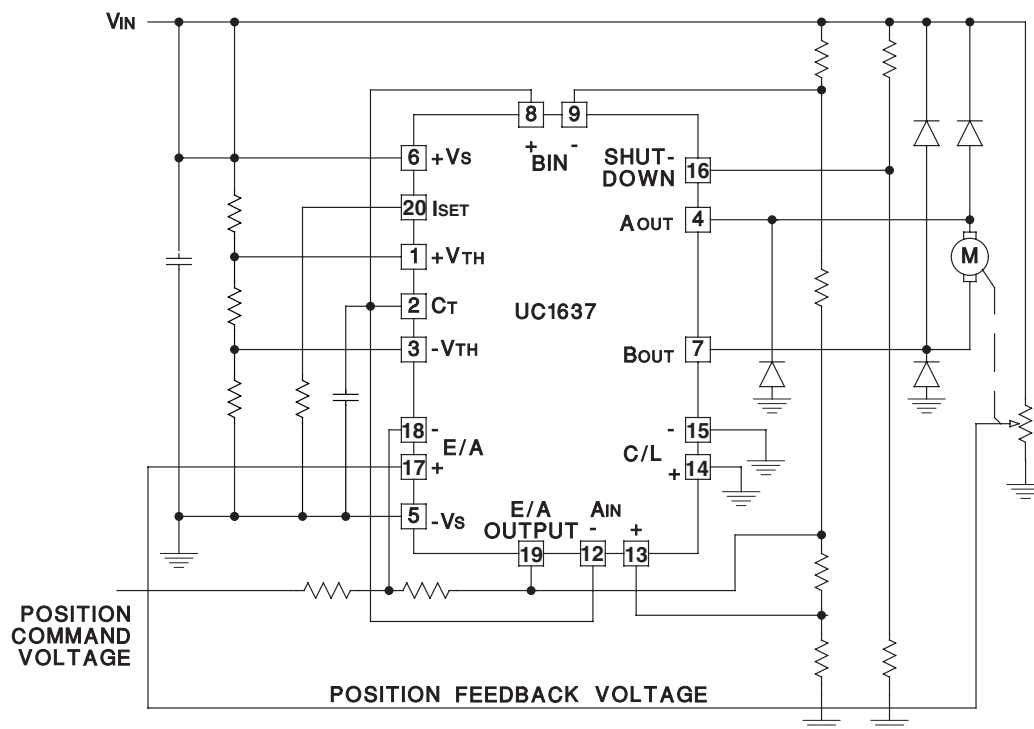 VIN
8 9
+ -
BIN
6 +VS
SHUT-
DOWN 16
20 ISET
4 AOUT
1 +VTH
M
2 CT
UC1637
3 -VTH
BOUT 7
18 -
E/A
17 +
- 15
C/L
+ 14
5 -VS
E/A
OUTPUT
AIN
- +
19 12 13
POSITION
COMMAND
VOLTAGE
POSITION FEEDBACK VOLTAGE